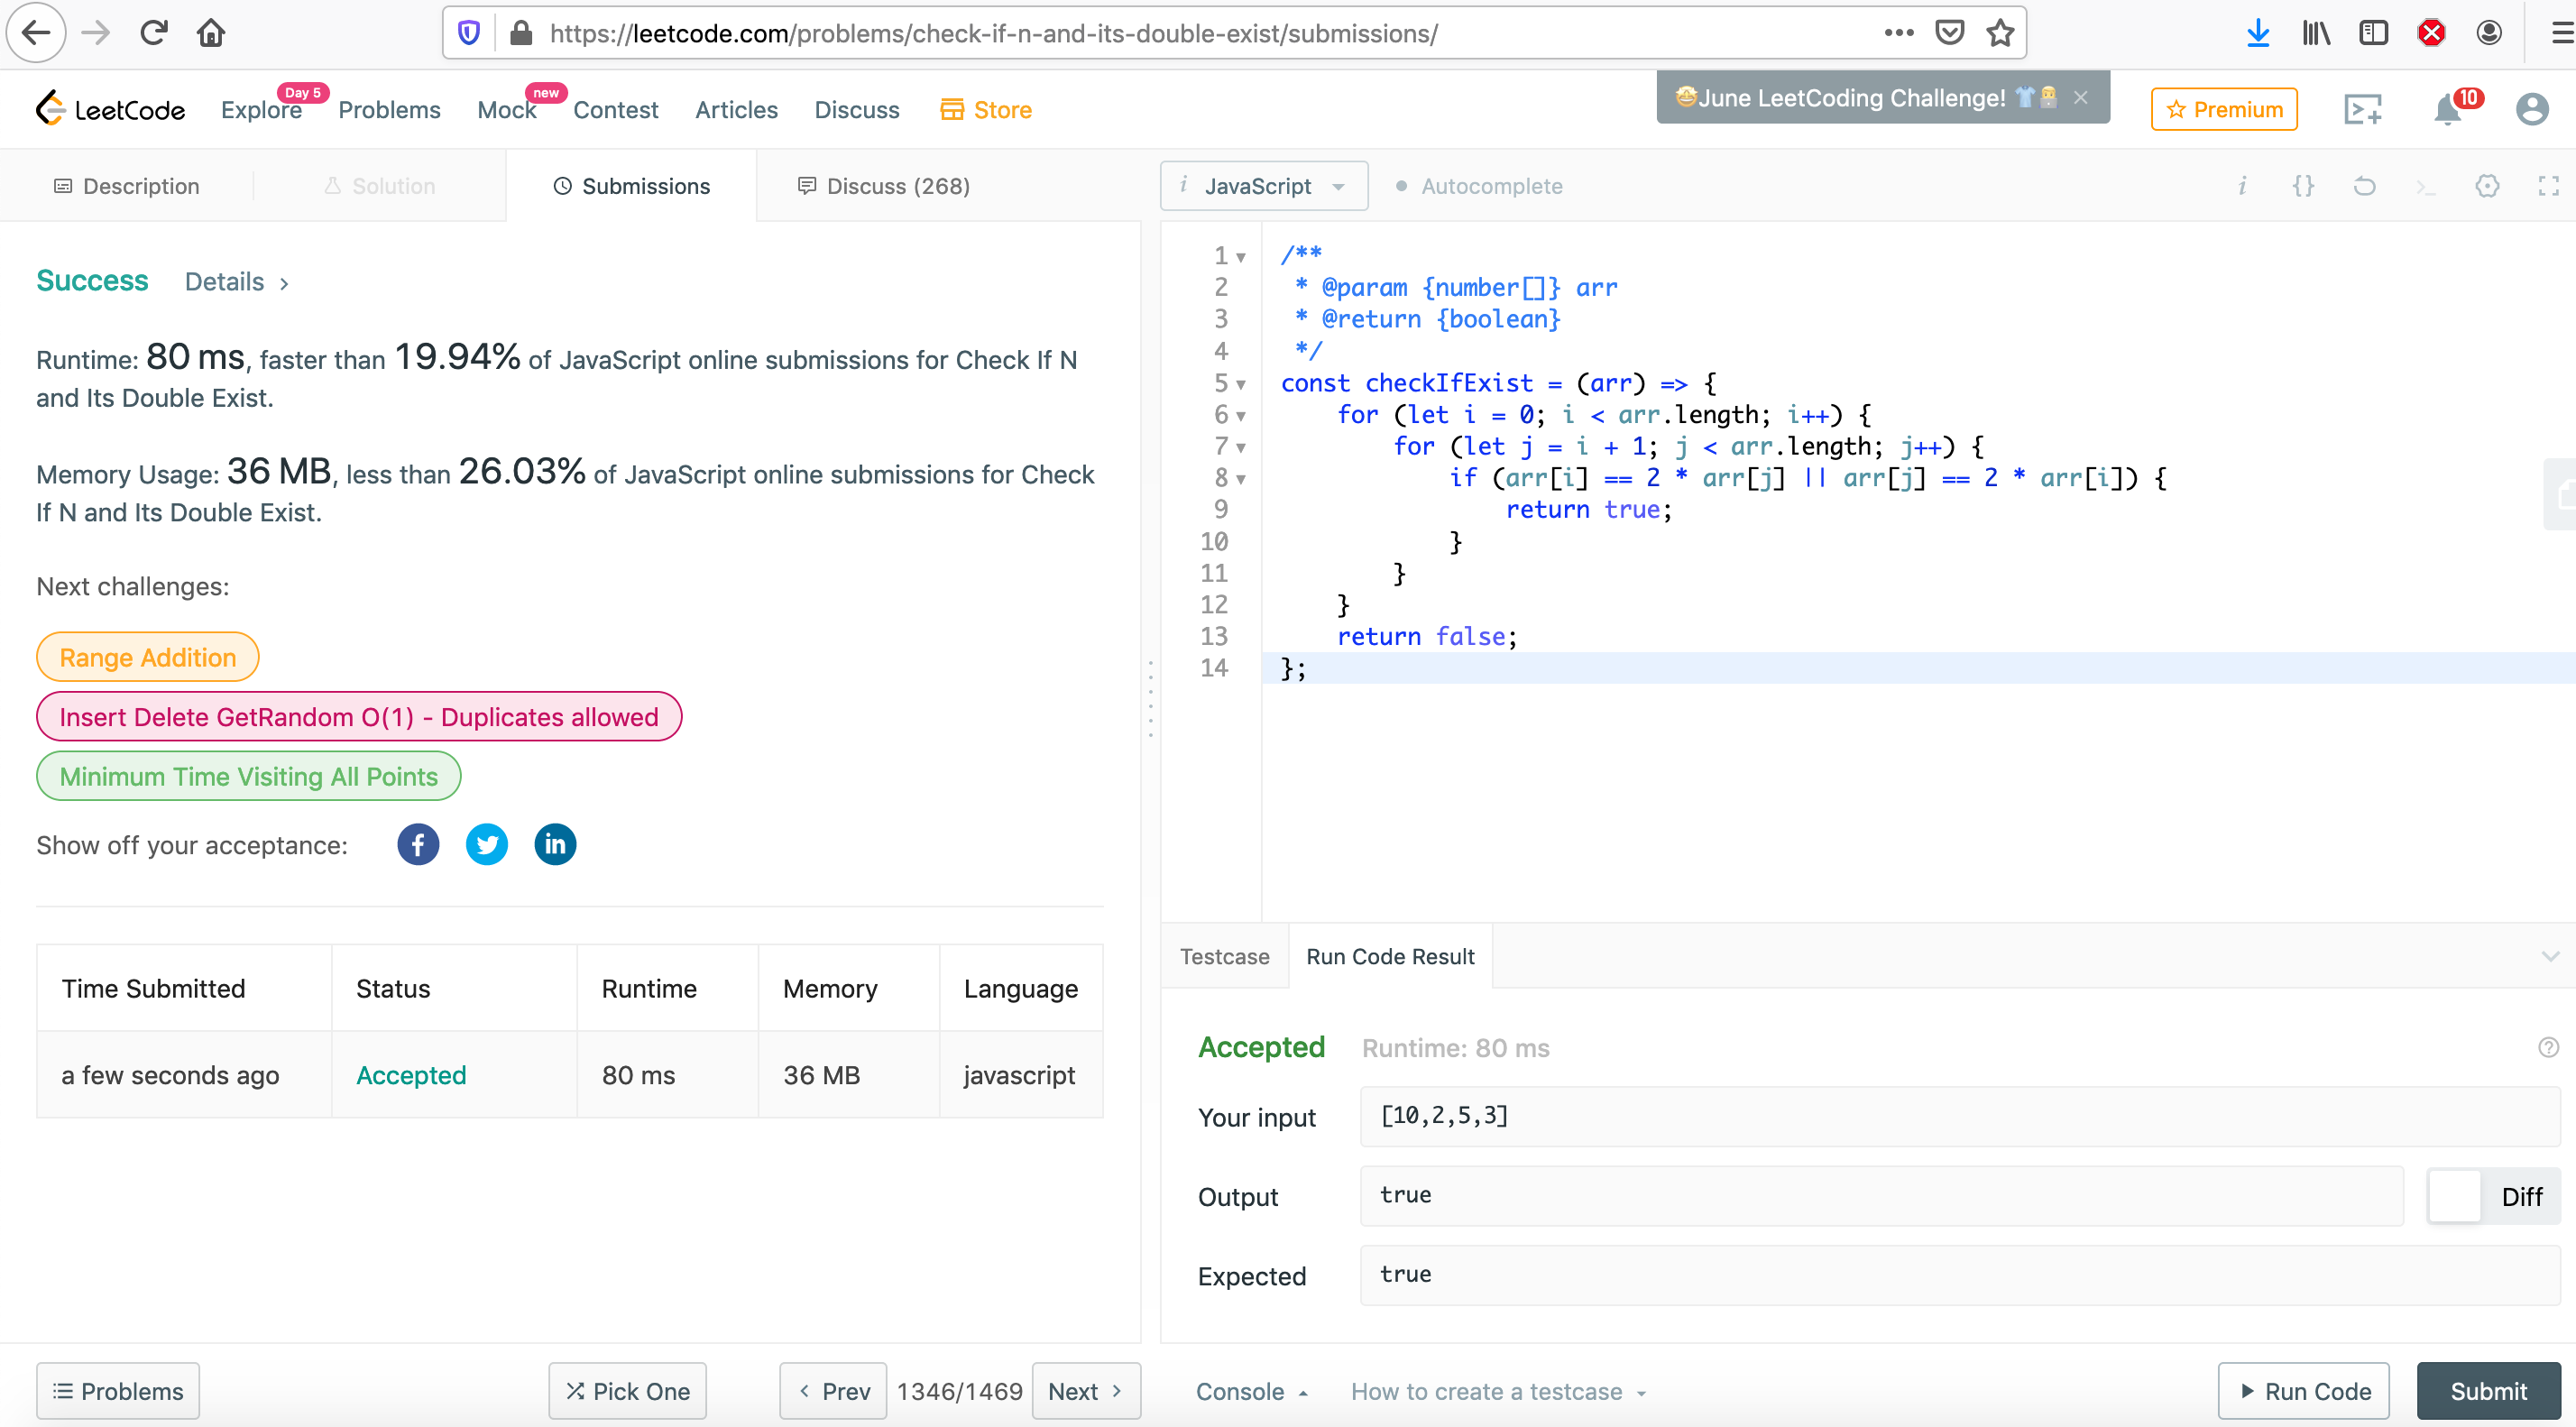 https://leetcode.com/problems/check-if-n-and-its-double-exist/submissions/
LeetCode
Explore
Day 5
Problems
Mock
new
Contest
Articles
Discuss
Store
🤩June LeetCoding Challenge! 👕
Premium
10
Description
Solution
Submissions
Discuss (268)
i JavaScript
Autocomplete
Success Details >
Runtime: 80 ms, faster than 19.94% of JavaScript online submissions for Check If N
and Its Double Exist.
Memory Usage: 36 MB, less than 26.03% of JavaScript online submissions for Check
If N and Its Double Exist.
Next challenges:
Range Addition
Insert Delete GetRandom O(1) - Duplicates allowed
Minimum Time Visiting All Points
Show off your acceptance:
Time Submitted Status Runtime Memory Language
a few seconds ago Accepted 80 ms 36 MB javascript
Problems
Pick One
< Prev
1346/1469
Next >
1 /**
2  * @param {number[]} arr
3  * @return {boolean}
4  */
5 const checkIfExist = (arr) => {
6     for (let i = 0; i < arr.length; i++) {
7         for (let j = i + 1; j < arr.length; j++) {
8             if (arr[i] == 2 * arr[j] || arr[j] == 2 * arr[i]) {
9                 return true;
10             }
11         }
12     }
13     return false;
14 };
Testcase
Run Code Result
Accepted Runtime: 80 ms
Your input [10,2,5,3]
Output true
Diff
Expected true
Console
How to create a testcase
Run Code
Submit